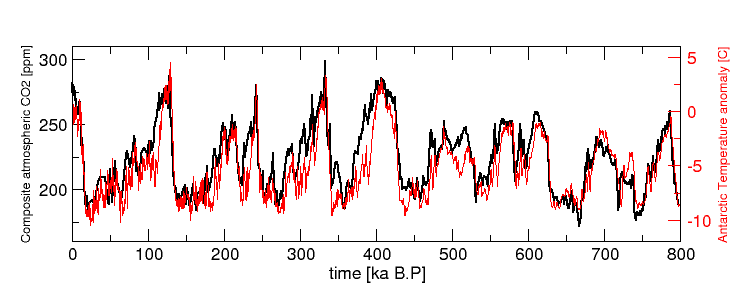 Composite atmospheric CO2 [ppm]
300
250
200
5
0
-5
-10
Antarctic Temperature anomaly [C]
0 100 200 300 400 500 600 700 800
time [ka B.P]